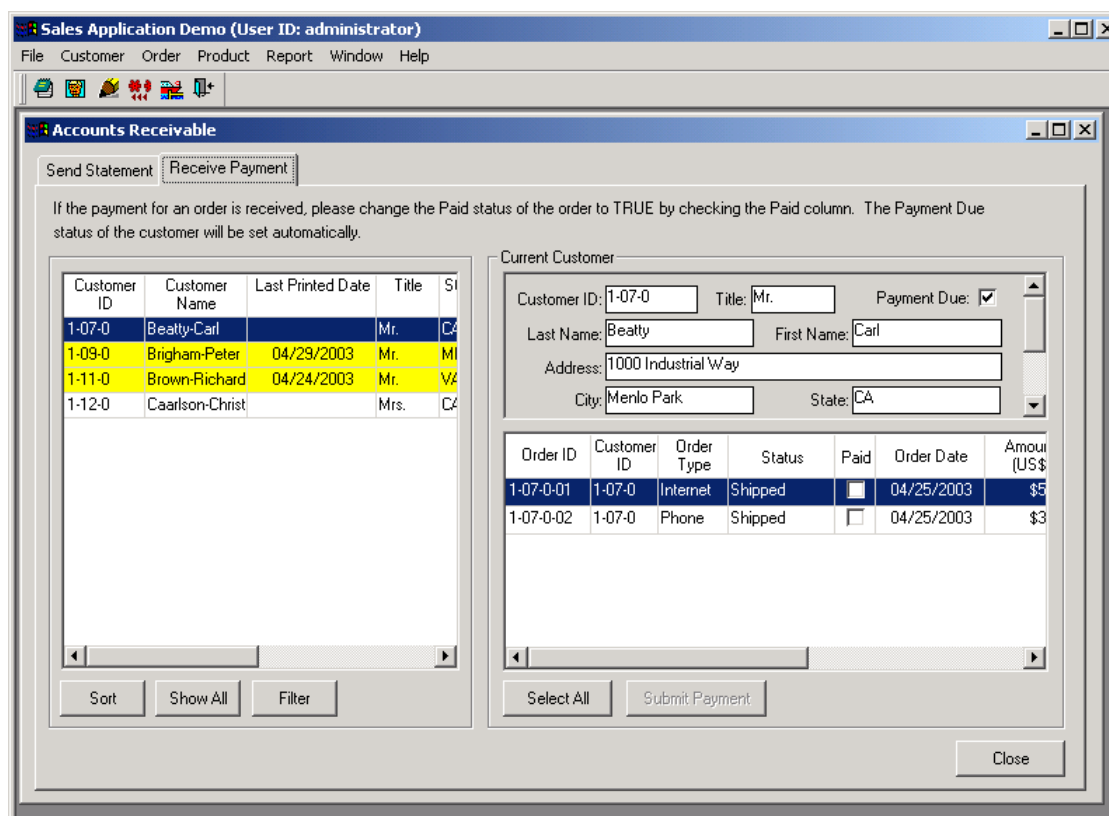 Sales Application Demo (User ID: administrator)
File Customer Order Product Report Window Help
Accounts Receivable
Send Statement Receive Payment
If the payment for an order is received, please change the Paid status of the order to TRUE by checking the Paid column. The Payment Due
status of the customer will be set automatically.
Customer ID Customer Name Last Printed Date Title
1-07-0 Beatty-Carl Mr. CA
1-09-0 Brigham-Peter 04/29/2003 Mr. MI
1-11-0 Brown-Richard 04/24/2003 Mr. VA
1-12-0 Caarlson-Christ Mrs. CA
Sort Show All Filter
Current Customer
Customer ID: 1-07-0 Title: Mr. Payment Due:
Last Name: Beatty First Name: Carl
Address: 1000 Industrial Way
City: Menlo Park State: CA
Order ID Customer ID Order Type Status Paid Order Date Amour (US$
1-07-0-01 1-07-0 Internet Shipped 04/25/2003 $5
1-07-0-02 1-07-0 Phone Shipped 04/25/2003 $3
Select All Submit Payment
Close